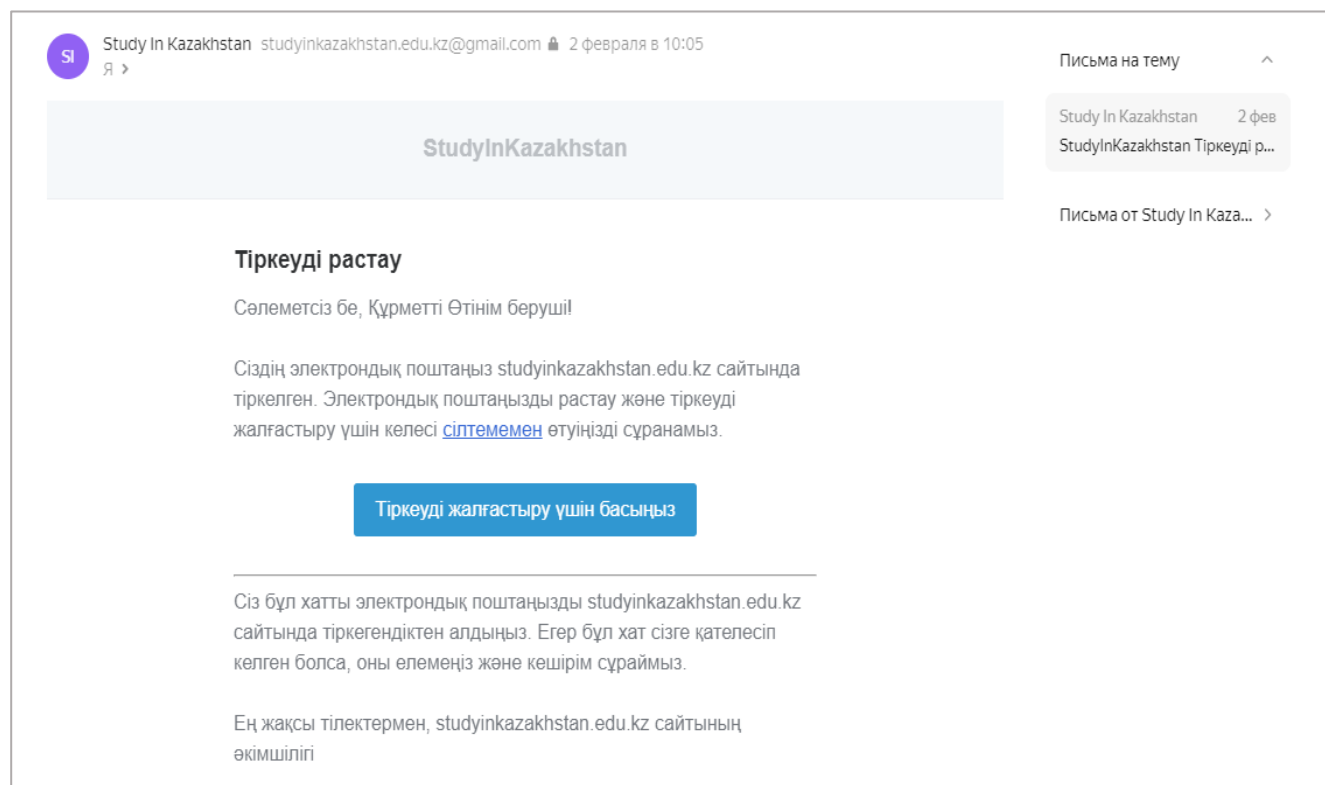 SI
Study In Kazakhstan studyinkazakhstan.edu.kz@gmail.com 2 февраля в 10:05
Я >
StudyInKazakhstan
Тіркеуді растау
Сәлеметсіз бе, Құрметті Өтінім беруші!
Сіздің электрондық поштаңыз studyinkazakhstan.edu.kz сайтында
тіркелген. Электрондық поштаңызды растау және тіркеуді
жалғастыру үшін келесі сілтемемен өтуіңізді сұранамыз.
Тіркеуді жалғастыру үшін басыңыз
Сіз бұл хатты электрондық поштаңызды studyinkazakhstan.edu.kz
сайтында тіркегендіктен алдыңыз. Егер бұл хат сізге қателесіп
келген болса, оны елемеңіз және кешірім сұраймыз.
Ең жақсы тілектермен, studyinkazakhstan.edu.kz сайтының
әкімшілігі
Письма на тему
Study In Kazakhstan 2 фев
StudyInKazakhstan Тіркеуді р...
Письма от Study In Kaza... >